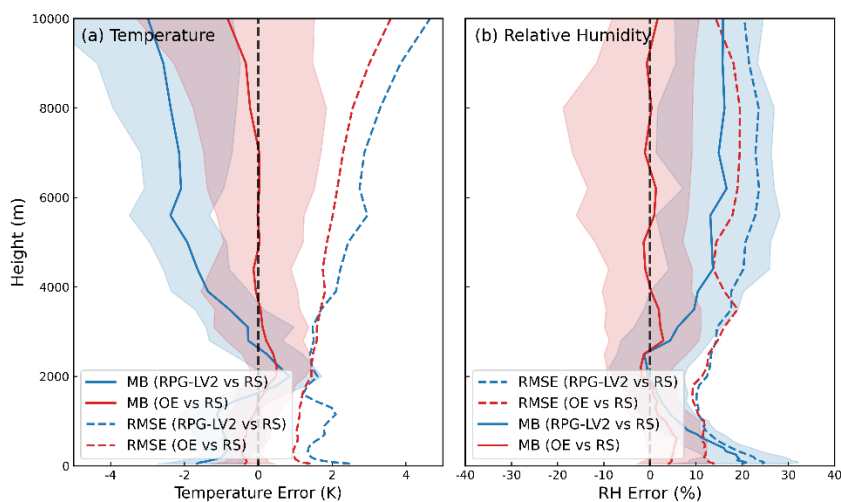 (a) Temperature
(b) Relative Humidity
10000
8000
6000
4000
2000
0
Height (m)
MB (RPG-LV2 vs RS)
MB (OE vs RS)
RMSE (RPG-LV2 vs RS)
RMSE (OE vs RS)
RMSE (RPG-LV2 vs RS)
RMSE (OE vs RS)
MB (RPG-LV2 vs RS)
MB (OE vs RS)
-4 -2 0 2 4
-40 -30 -20 -10 0 10 20 30 40
Temperature Error (K)
RH Error (%)